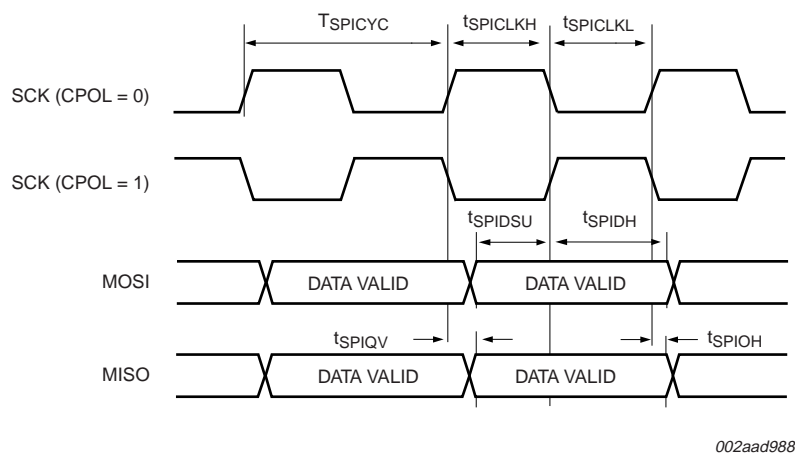 TSPICYC tSPICLKH tSPICLKL
SCK (CPOL = 0)
SCK (CPOL = 1)
tSPIDSU tSPIDH
MOSI DATA VALID DATA VALID
tSPIQV tSPIOH
MISO DATA VALID DATA VALID
002aad988